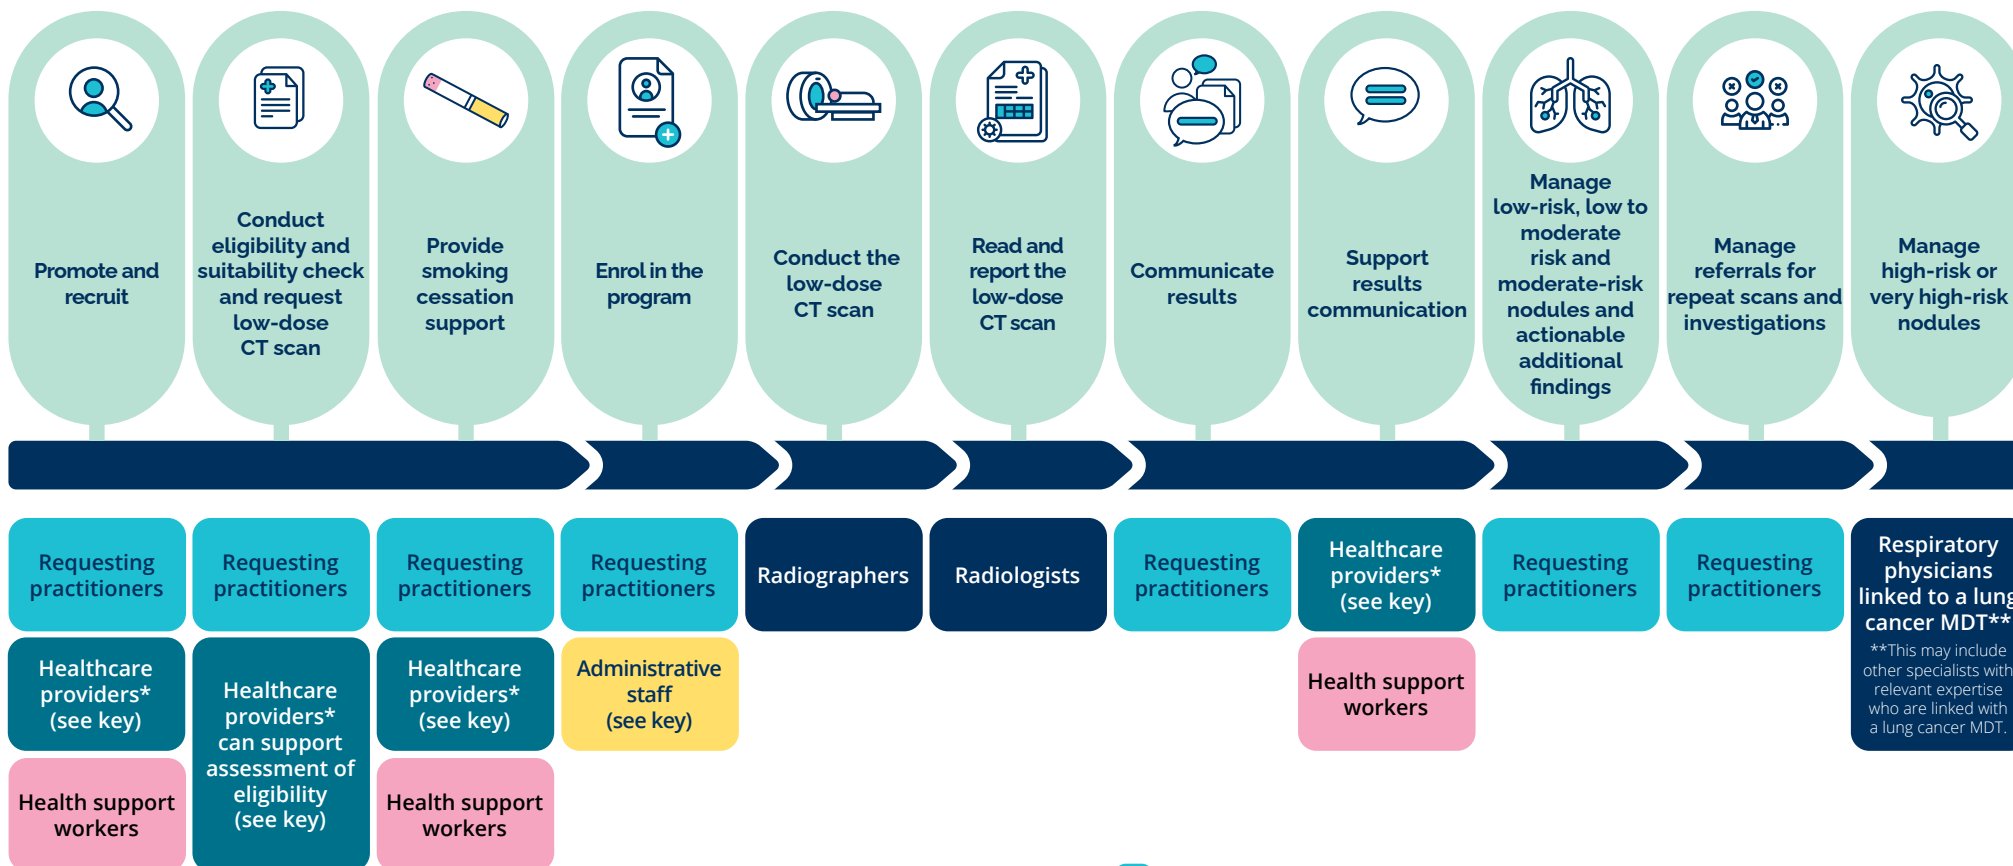 Promote and
recruit
Conduct
eligibility and
suitability check
and request
low-dose
CT scan
Provide
smoking
cessation
support
Enrol in the
program
Conduct the
low-dose
CT scan
Read and
report the
low-dose
CT scan
Communicate
results
Support
results
communication
Manage
low-risk, low to
moderate
risk and
moderate-risk
nodules and
actionable
additional
findings
Manage
referrals for
repeat scans and
investigations
Manage
high-risk or
very high-risk
nodules
Requesting
practitioners
Healthcare
providers*
(see key)
Health support
workers
Requesting
practitioners
Healthcare
providers*
can support
assessment of
eligibility
(see key)
Requesting
practitioners
Healthcare
providers*
(see key)
Health support
workers
Requesting
practitioners
Administrative
staff
(see key)
Radiographers
Radiologists
Requesting
practitioners
Healthcare
providers*
(see key)
Health support
workers
Requesting
practitioners
Requesting
practitioners
Respiratory
physicians
linked to a lung
cancer MDT**
**This may include
other specialists with
relevant expertise
who are linked with
a lung cancer MDT.